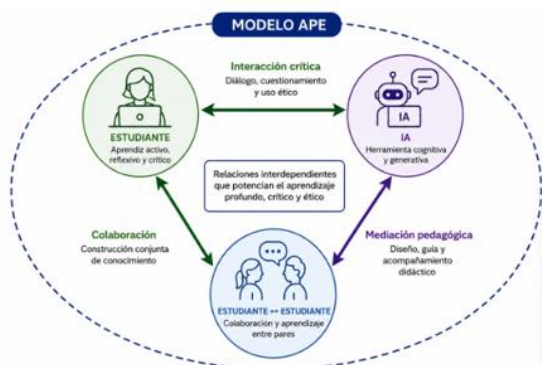 MODELO APE
Interacción crítica
Diálogo, cuestionamiento
y uso ético
ESTUDIANTE
Aprendiz activo,
reflexivo y crítico
IA
IA
Herramienta cognitiva
y generativa
Relaciones interdependientes
que potencian el aprendizaje
profundo, crítico y ético
Colaboración
Construcción conjunta
de conocimiento
Mediación pedagógica
Diseño, guía y
acompañamiento
didáctico
ESTUDIANTE ↔ ESTUDIANTE
Colaboración y aprendizaje
entre pares